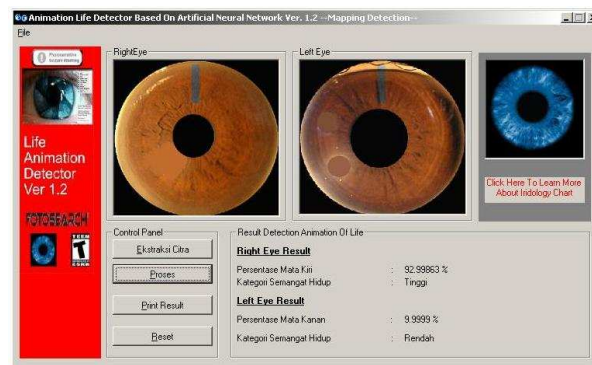 Animation Life Detector Based On Artificial Neural Network Ver. 1.2 --Mapping Detection--
File
RightEye
Left Eye
Life
Animation
Detector
Ver 1.2
FOTOSEARCH
TEEN
T
Click Here To Learn More
About Iridology Chart
Control Panel
Ekstraksi Citra
Proses
Print Result
Reset
Result Detection Animation Of Life
Right Eye Result
Persentase Mata Kiri : 92.99863 %
Kategori Semangat Hidup : Tinggi
Left Eye Result
Persentase Mata Kanan : 9.9999 %
Kategori Semangat Hidup : Rendah